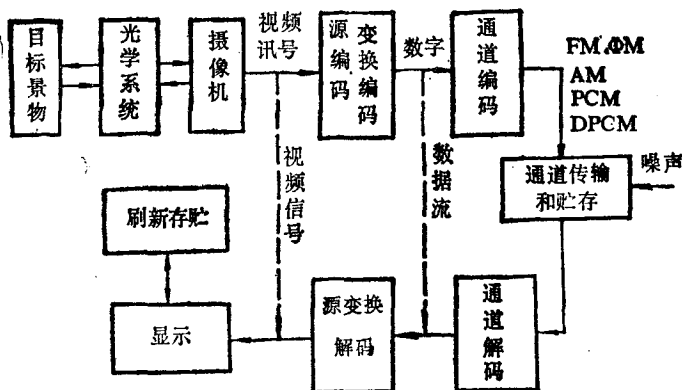 目标景物
光学系统
摄像机
视频
讯号
源编码
变换编码
数字
通道编码
FM.ΦM
AM
PCM
DPCM
噪声
通道传输
和贮存
视频信号
数据流
刷新存贮
显示
源变换
解码
通道解码